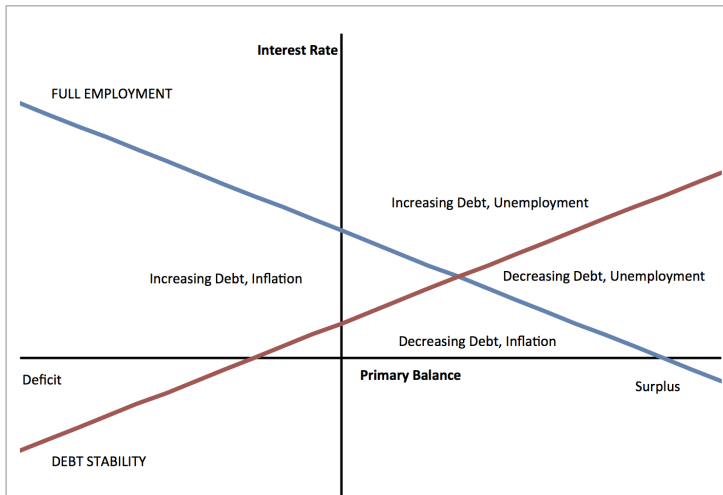 Interest Rate
FULL EMPLOYMENT
Increasing Debt, Unemployment
Increasing Debt, Inflation
Decreasing Debt, Unemployment
Decreasing Debt, Inflation
Deficit
Primary Balance
Surplus
DEBT STABILITY